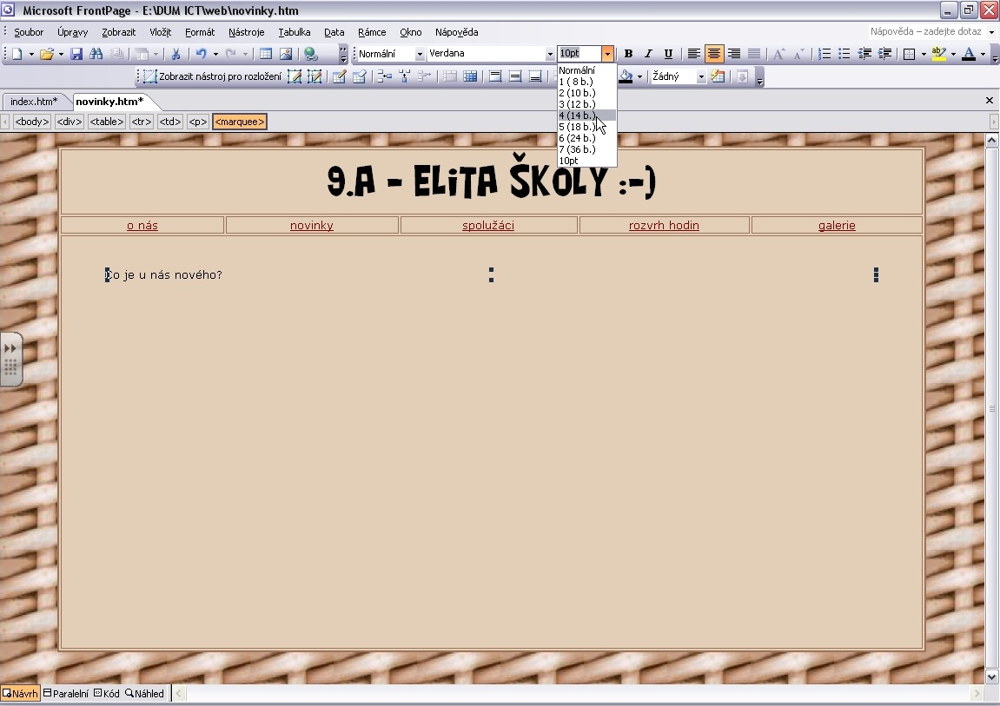 Microsoft FrontPage - E:\DUM ICT\web\novinky.htm
Soubor Úpravy Zobrazit Vložit Formát Nástroje Tabulka Data Rámce Okno Nápověda Nápověda – zadejte dotaz
Normální Verdana 10pt B I U A A ab A
Zobrazit nástroj pro rozložení Žádný
Normální
1 ( 8 b.)
2 (10 b.)
3 (12 b.)
4 (14 b.)
5 (18 b.)
6 (24 b.)
7 (36 b.)
10pt
index.htm* novinky.htm*
<body> <div> <table> <tr> <td> <p> <marquee>
9.A - ELiTA ŠKOLY :-)
o nás novinky spolužáci rozvrh hodin galerie
Co je u nás nového?
Návrh Paralelní Kód Náhled